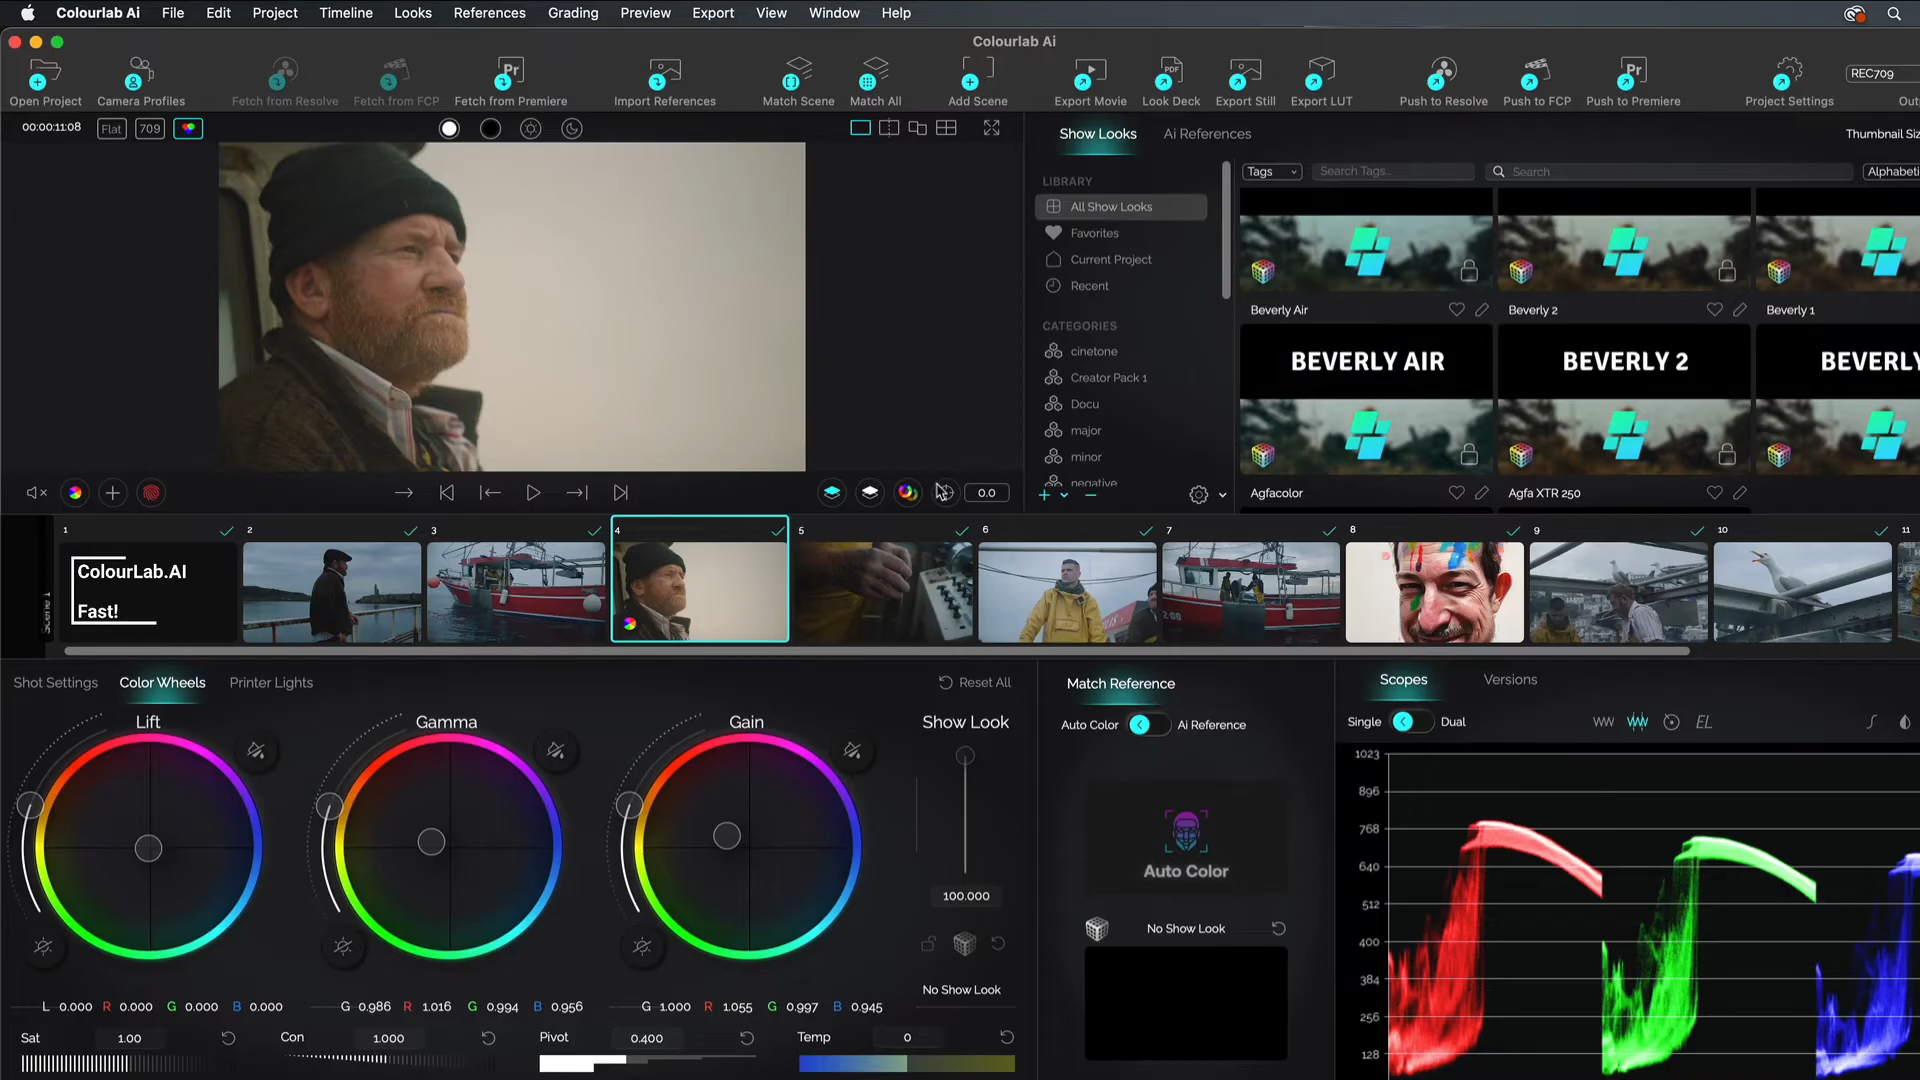 Colourlab Ai File Edit Project Timeline Looks References Grading Preview Export View Window Help
Colourlab Ai
Open Project Camera Profiles Fetch from Resolve Fetch from FCP Fetch from Premiere Import References Match Scene Match All Add Scene Export Movie Look Deck Export Still Export LUT Push to Resolve Push to FCP Push to Premiere Project Settings
Pr
PDF
Pr
REC709
00:00:11:08 Flat 709
Show Looks Ai References
LIBRARY
All Show Looks
Favorites
Current Project
Recent
CATEGORIES
cinetone
Creator Pack 1
Docu
major
minor
negative
Tags Search Tags... Search
Beverly Air Beverly 2 Beverly 1
BEVERLY AIR BEVERLY 2
Agfacolor Agfa XTR 250
0.0
1 2 3 4 5 6 7 8 9 10 11
Scene 1
ColourLab.AI
Fast!
Shot Settings Color Wheels Printer Lights Reset All
Lift Gamma Gain Show Look
100.000
No Show Look
L 0.000 R 0.000 G 0.000 B 0.000
G 0.986 R 1.016 G 0.994 B 0.956
G 1.000 R 1.055 G 0.997 B 0.945
Sat 1.00 Con 1.000 Pivot 0.400 Temp 0
Match Reference
Auto Color Ai Reference
Auto Color
No Show Look
Scopes Versions
Single Dual EL
1023
896
768
640
512
400
384
256
128